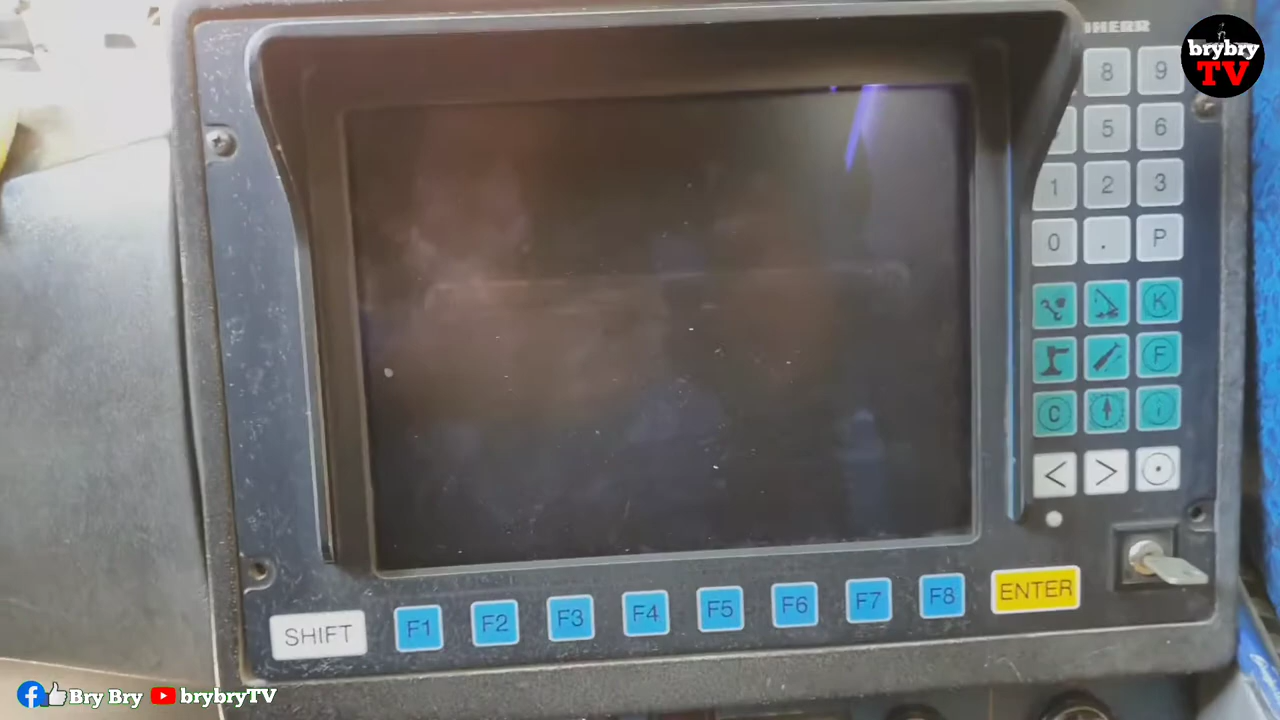 brybry
TV
8 9
5 6
1 2 3
0 . P
K
F
C i
< >
SHIFT F1 F2 F3 F4 F5 F6 F7 F8 ENTER
Bry Bry brybryTV